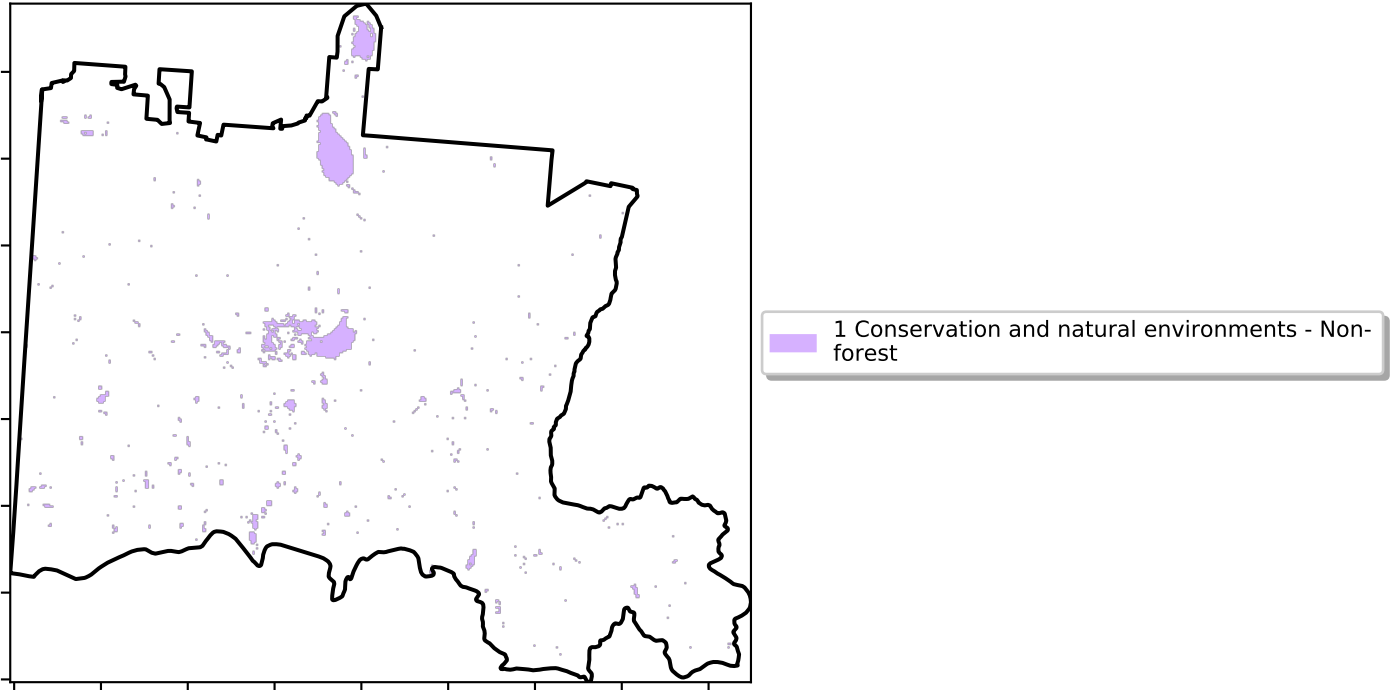 1 Conservation and natural environments - Non-
forest